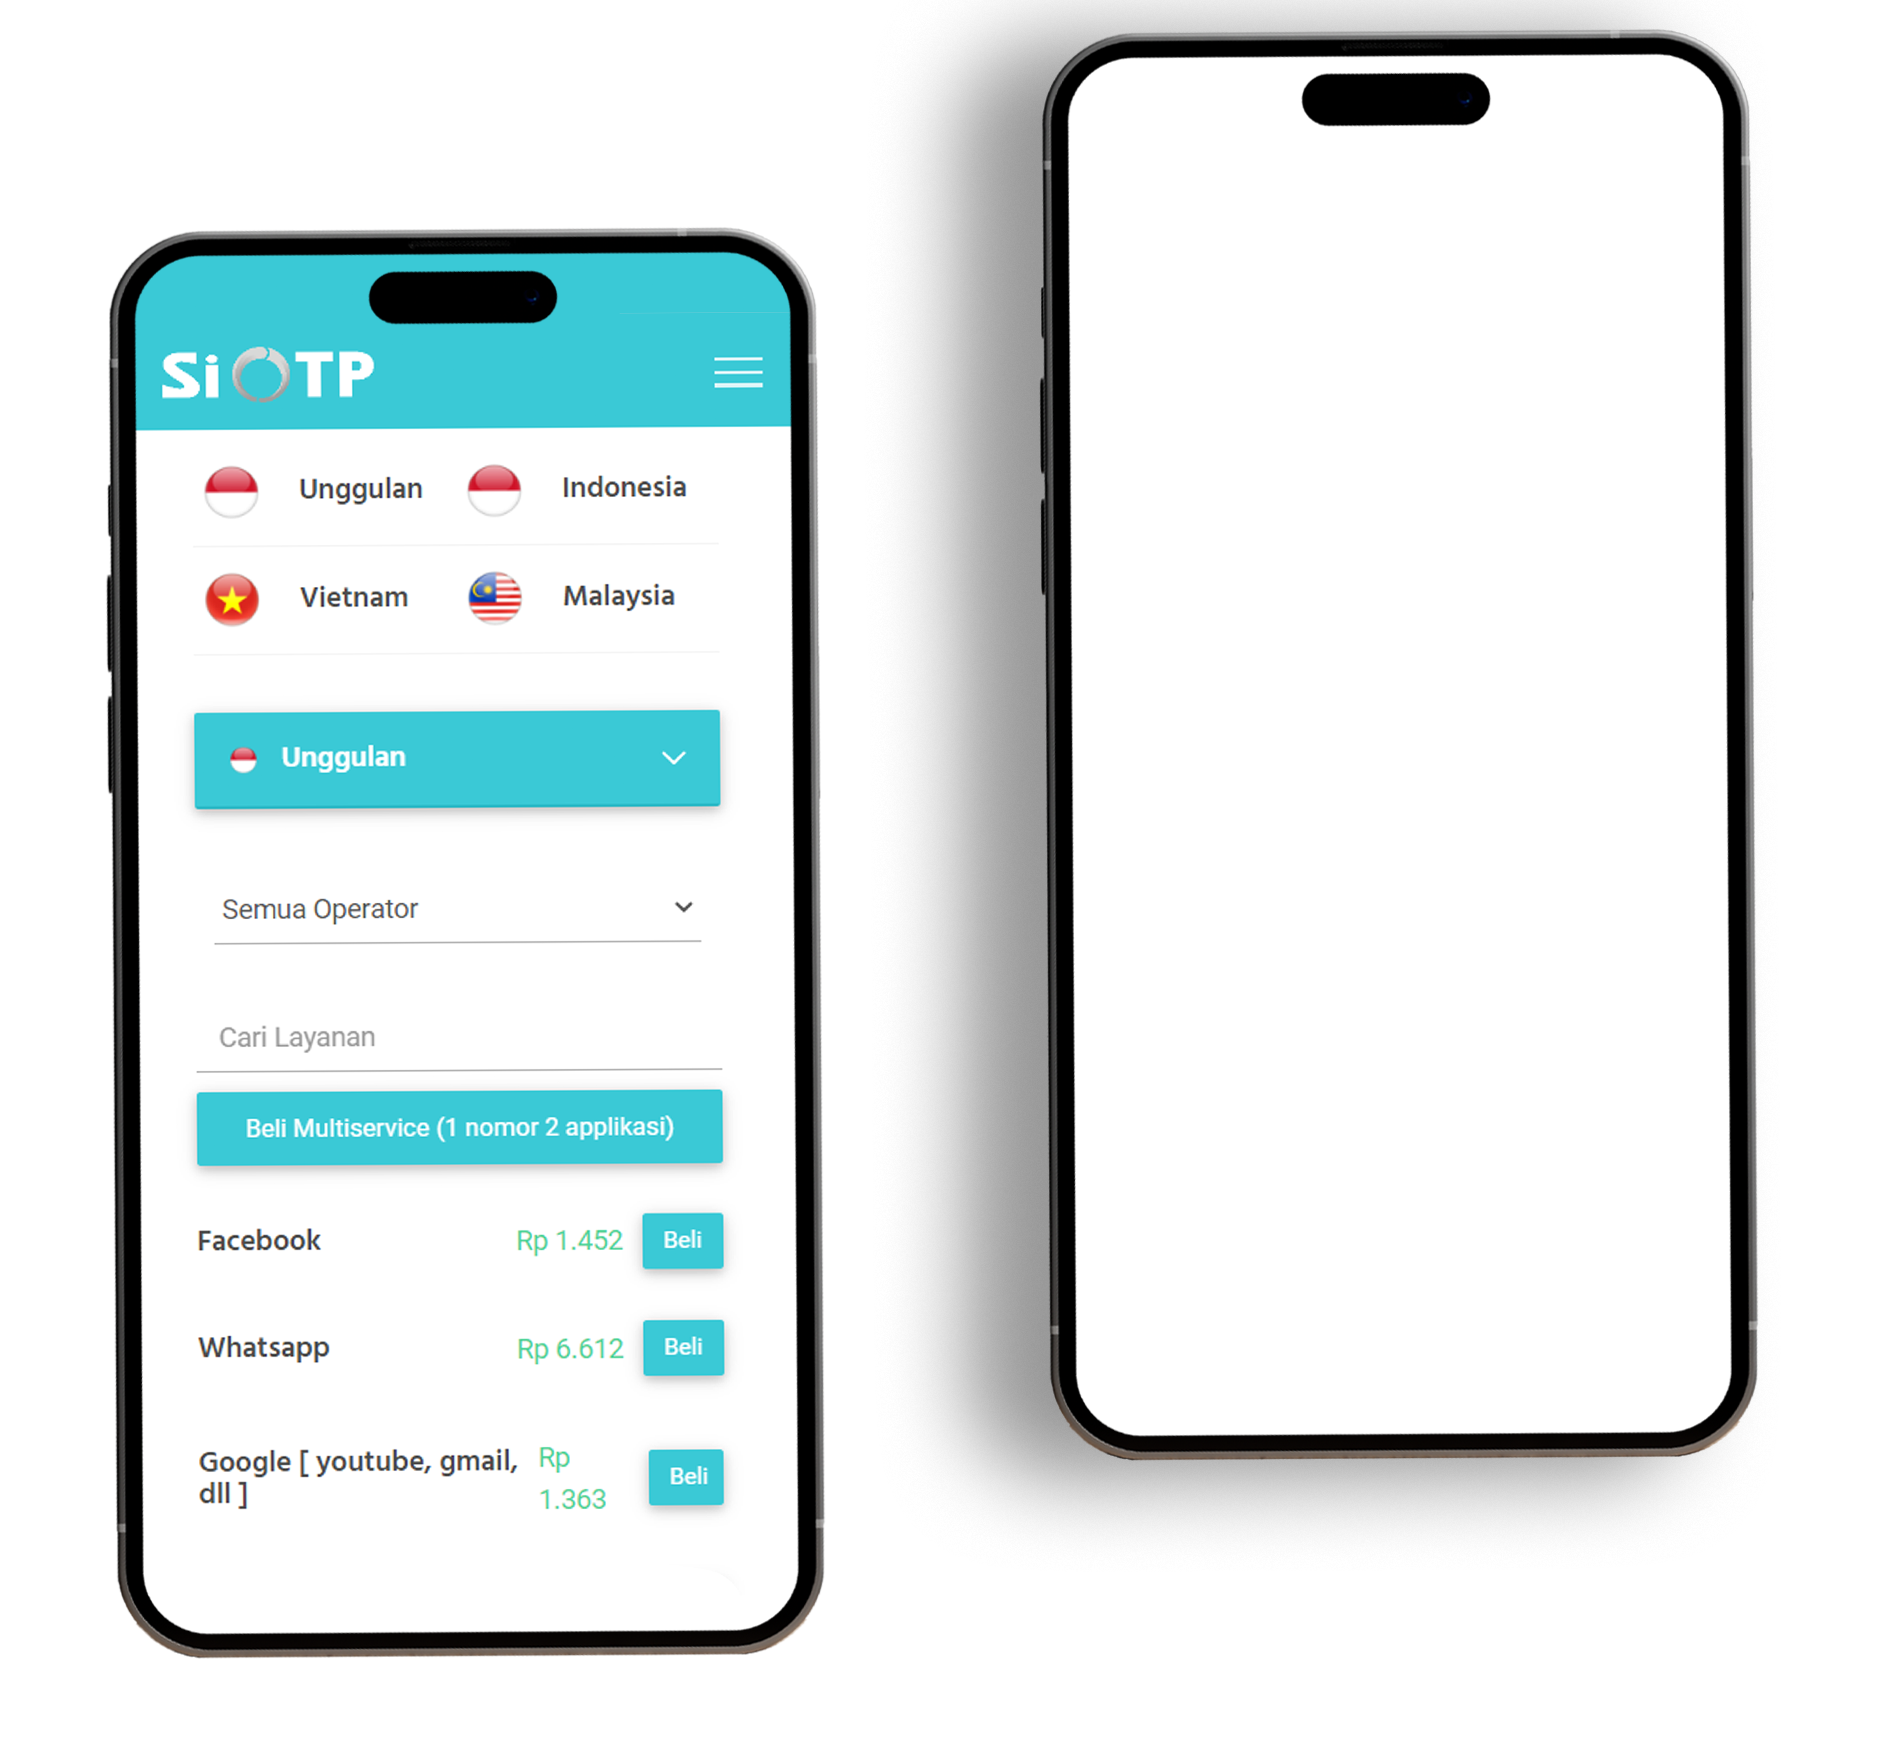 SiOTP
Unggulan
Indonesia
Vietnam
Malaysia
Unggulan
Semua Operator
Cari Layanan
Beli Multiservice (1 nomor 2 applikasi)
Facebook Rp 1.452 Beli
Whatsapp Rp 6.612 Beli
Google [ youtube, gmail, Rp Beli
dll ] 1.363